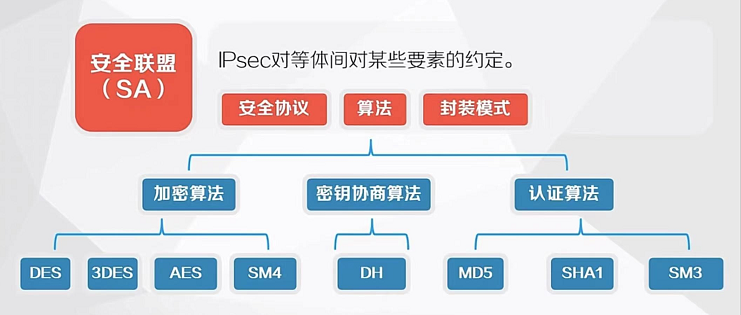 安全联盟
（SA）
IPsec对等体间对某些要素的约定。
安全协议 算法 封装模式
加密算法 密钥协商算法 认证算法
DES 3DES AES SM4 DH MD5 SHA1 SM3